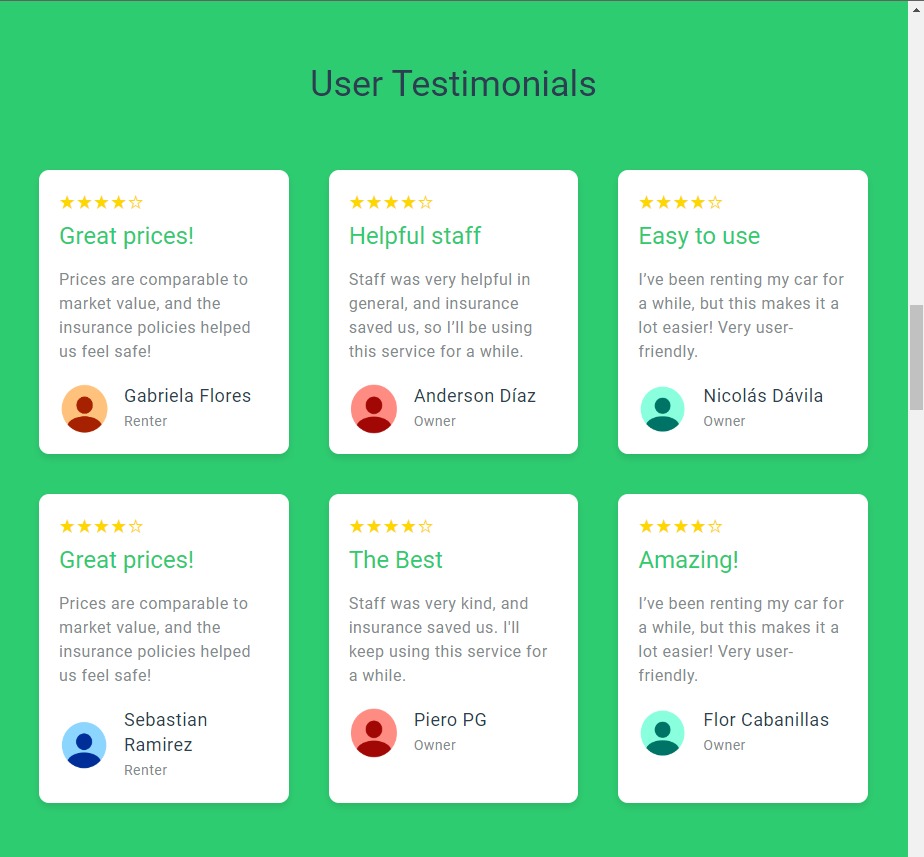 User Testimonials
★★★★☆
Great prices!
Prices are comparable to
market value, and the
insurance policies helped
us feel safe!
Gabriela Flores
Renter
★★★★☆
Helpful staff
Staff was very helpful in
general, and insurance
saved us, so I’ll be using
this service for a while.
Anderson Díaz
Owner
★★★★☆
Easy to use
I’ve been renting my car for
a while, but this makes it a
lot easier! Very user-
friendly.
Nicolás Dávila
Owner
★★★★☆
Great prices!
Prices are comparable to
market value, and the
insurance policies helped
us feel safe!
Sebastian
Ramirez
Renter
★★★★☆
The Best
Staff was very kind, and
insurance saved us. I'll
keep using this service for
a while.
Piero PG
Owner
★★★★☆
Amazing!
I’ve been renting my car for
a while, but this makes it a
lot easier! Very user-
friendly.
Flor Cabanillas
Owner